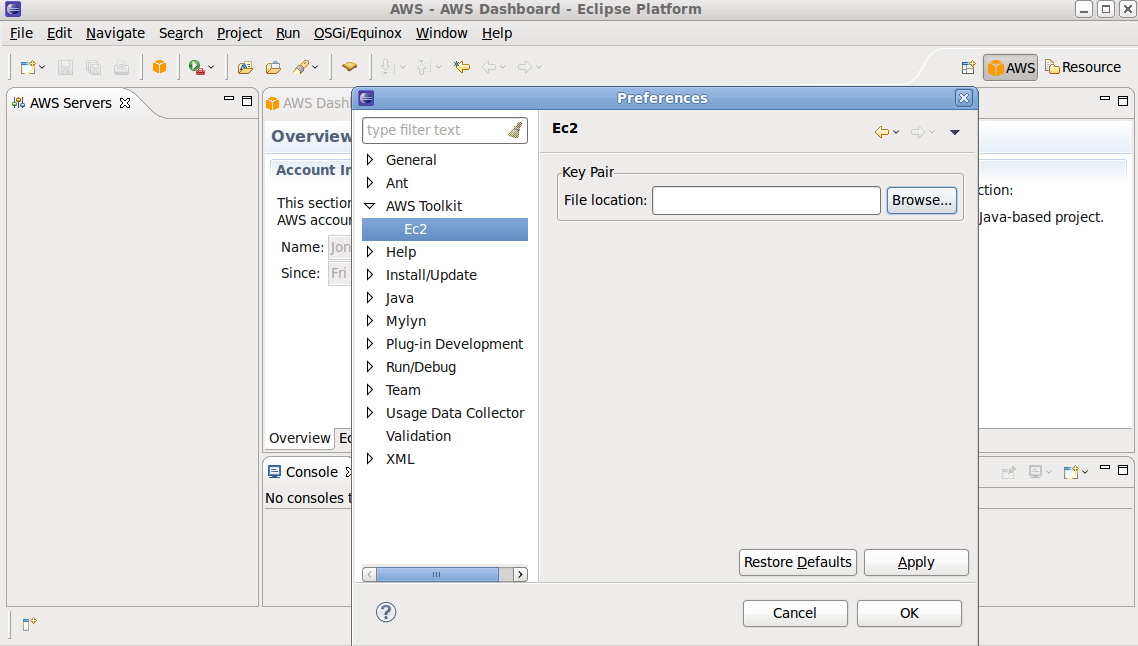 AWS - AWS Dashboard - Eclipse Platform
File Edit Navigate Search Project Run OSGi/Equinox Window Help
AWS Resource
AWS Servers
AWS Dash
Overview
Account In
This section
AWS accou
Name: Jon
Since: Fri
ction:
Java-based project.
Overview Ec
Console
No consoles t
Preferences
type filter text
General
Ant
AWS Toolkit
Ec2
Help
Install/Update
Java
Mylyn
Plug-in Development
Run/Debug
Team
Usage Data Collector
Validation
XML
Ec2
Key Pair
File location: Browse...
Restore Defaults Apply
Cancel OK